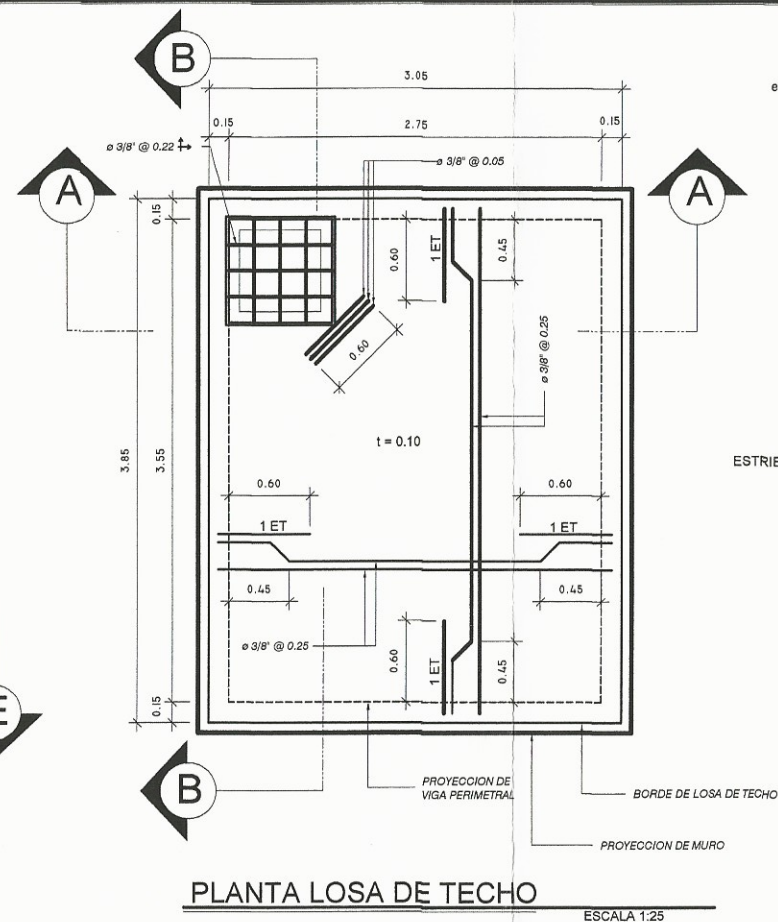 B
3.05
e
0.15
2.75
0.15
ø 3/8" @ 0.22
ø 3/8" @ 0.05
A
A
0.15
0.60
1 ET
0.45
0.60
ø 3/8" @ 0.25
t = 0.10
3.85
3.55
ESTRIB
0.60
0.60
1 ET
1 ET
0.45
0.45
ø 3/8" @ 0.25
0.60
1 ET
0.45
E
0.15
B
PROYECCION DE
VIGA PERIMETRAL
BORDE DE LOSA DE TECHO
PROYECCION DE MURO
PLANTA LOSA DE TECHO
ESCALA 1:25